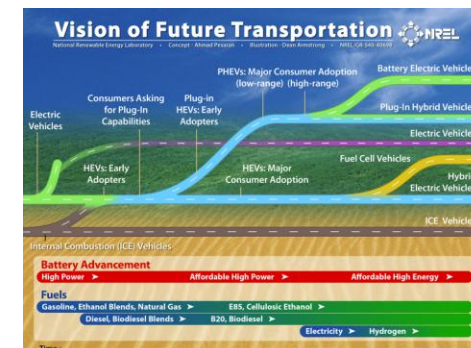 Vision of Future Transportation
NREL
National Renewable Energy Laboratory • Concept - Ahmad Pesaran • Illustration - Dean Armstrong •
PHEVs: Major Consumer Adoption
(low-range) (high-range)
Battery Electric Vehicle
Electric
Vehicles
Consumers Asking
for Plug-In
Capabilities
Plug-in
HEVs: Early
Adopters
Plug-In Hybrid Vehicle
Electric Vehicle
HEVs: Early
Adopters
HEVs: Major
Consumer Adoption
Fuel Cell Vehicles
Hybri
Electric Vehicle
ICE Vehicle
Internal Combustion (ICE) Vehicles
Battery Advancement
High Power ➤ Affordable High Power ➤ Affordable High Energy ➤
Fuels
Gasoline, Ethanol Blends, Natural Gas ➤ E85, Cellulosic Ethanol ➤
Diesel, Biodiesel Blends ➤ B20, Biodiesel ➤
Electricity ➤ Hydrogen ➤